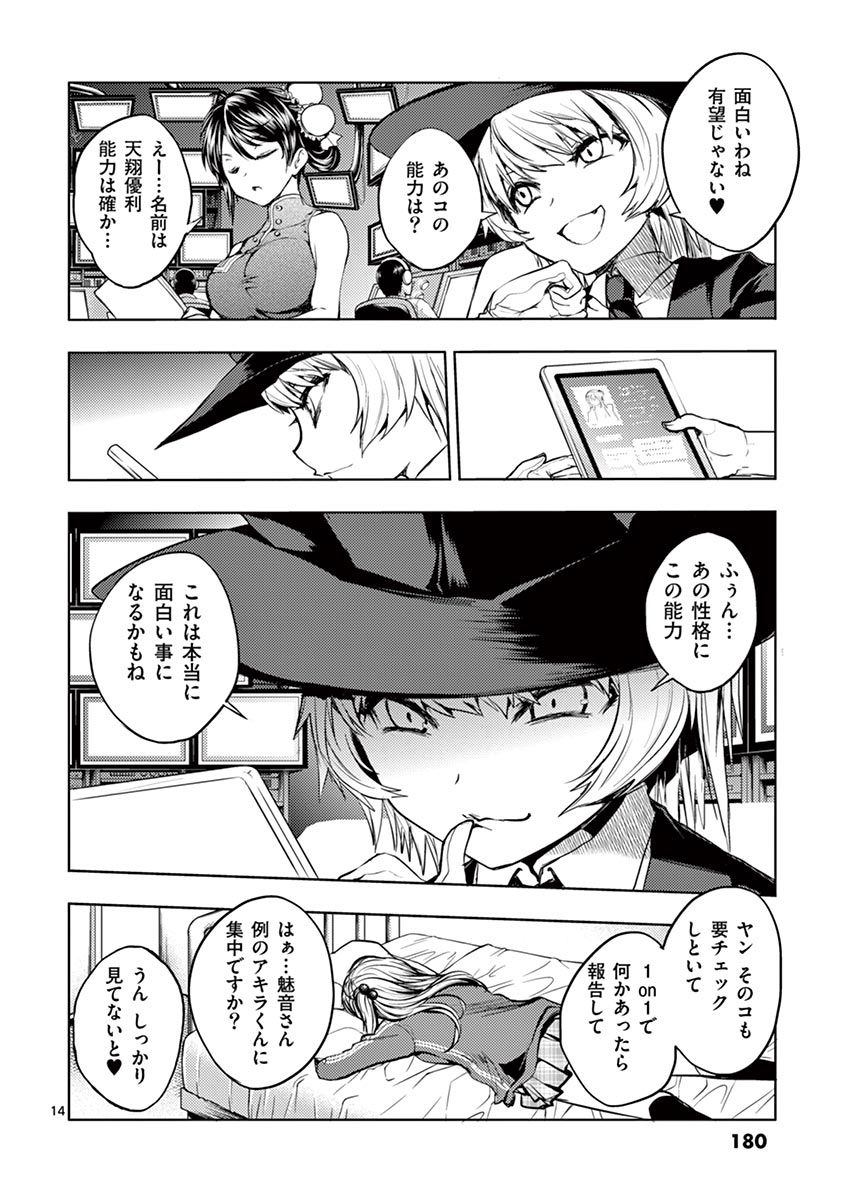 面白いわね
有望じゃない♥
あのコの
能力は?
えー…名前は
天翔優利
能力は確か…
ふぅん…
あの性格に
この能力
これは本当に
面白い事に
なるかもね
ヤン そのコも
要チェック
しといて
1on1で
何かあったら
報告して
はぁ…魅音さん
例のアキラくんに
集中ですか?
うん しっかり
見てないと♥
14
180